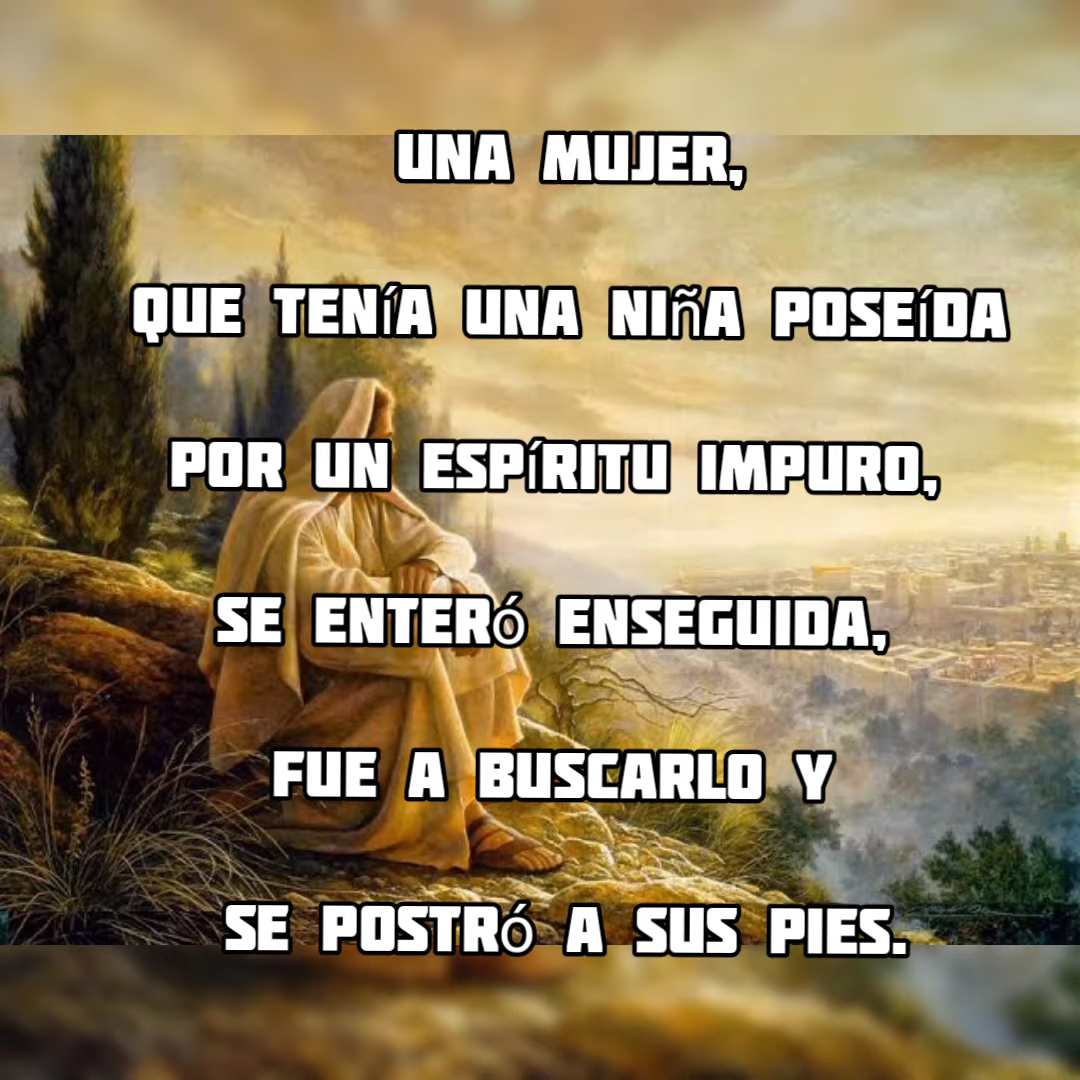 UNA MUJER,
QUE TENÍA UNA NIÑA POSEÍDA
POR UN ESPÍRITU IMPURO,
SE ENTERÓ ENSEGUIDA,
FUE A BUSCARLO Y
SE POSTRÓ A SUS PIES.